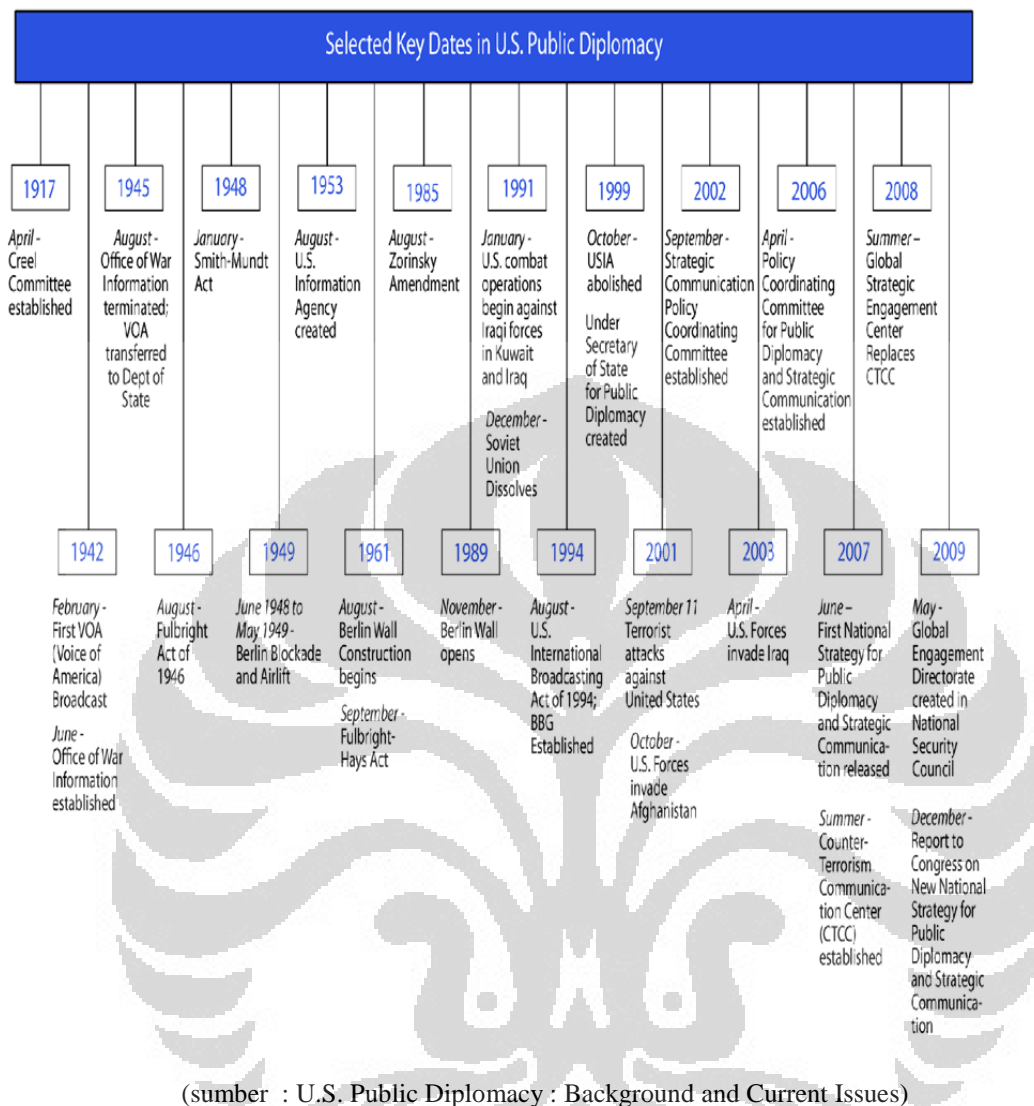 Selected Key Dates in U.S. Public Diplomacy
1917
April -
Creel
Committee
established
1945
August -
Office of War
Information
terminated;
VOA
transferred
to Dept of
State
1948
January -
Smith-Mundt
Act
1953
August -
U.S.
Information
Agency
created
1985
August -
Zorinsky
Amendment
1991
January -
U.S. combat
operations
begin against
Iraqi forces
in Kuwait
and Iraq
December -
Soviet
Union
Dissolves
1999
October -
USIA
abolished
Under
Secretary
of State
for Public
Diplomacy
created
2002
September -
Strategic
Communication
Policy
Coordinating
Committee
established
2006
April -
Policy
Coordinating
Committee
for Public
Diplomacy
and Strategic
Communication
established
2008
Summer –
Global
Strategic
Engagement
Center
Replaces
CTCC
1942
February -
First VOA
(Voice of
America)
Broadcast
June -
Office of War
Information
established
1946
August -
Fulbright
Act of
1946
1949
June 1948 to
May 1949 -
Berlin Blockade
and Airlift
1961
August -
Berlin Wall
Construction
begins
September -
Fulbright-
Hays Act
1989
November -
Berlin Wall
opens
1994
August -
U.S.
International
Broadcasting
Act of 1994;
BBG
Established
2001
September 11
Terrorist
attacks
against
United States
October -
U.S. Forces
invade
Afghanistan
2003
April -
U.S. Forces
invade Iraq
2007
June –
First National
Strategy for
Public
Diplomacy
and Strategic
Communica-
tion released
Summer -
Counter-
Terrorism
Communica-
tion Center
(CTCC)
established
2009
May -
Global
Engagement
Directorate
created in
National
Security
Council
December -
Report to
Congress on
New National
Strategy for
Public
Diplomacy
and Strategic
Communica-
tion
(sumber : U.S. Public Diplomacy : Background and Current Issues)